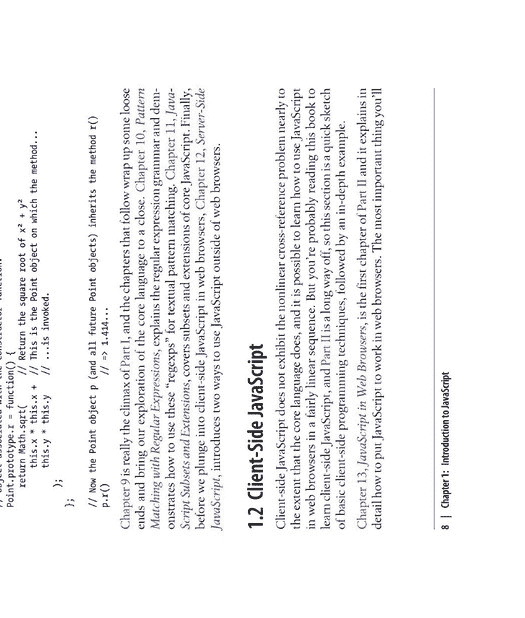 Point.prototype.r = function() {
return Math.sqrt( // Return the square root of x² + y²
this.x * this.x + // This is the Point object on which the method...
this.y * this.y // ...is invoked.
);
};
// Now the Point object p (and all future Point objects) inherits the method r()
p.r() // => 1.414...
Chapter 9 is really the climax of Part I, and the chapters that follow wrap up some loose
ends and bring our exploration of the core language to a close. Chapter 10, Pattern
Matching with Regular Expressions, explains the regular expression grammar and dem-
onstrates how to use these “regexps” for textual pattern matching. Chapter 11, Java-
Script Subsets and Extensions, covers subsets and extensions of core JavaScript. Finally,
before we plunge into client-side JavaScript in web browsers, Chapter 12, Server-Side
JavaScript, introduces two ways to use JavaScript outside of web browsers.
1.2 Client-Side JavaScript
Client-side JavaScript does not exhibit the nonlinear cross-reference problem nearly to
the extent that the core language does, and it is possible to learn how to use JavaScript
in web browsers in a fairly linear sequence. But you’re probably reading this book to
learn client-side JavaScript, and Part II is a long way off, so this section is a quick sketch
of basic client-side programming techniques, followed by an in-depth example.
Chapter 13, JavaScript in Web Browsers, is the first chapter of Part II and it explains in
detail how to put JavaScript to work in web browsers. The most important thing you’ll
8 | Chapter 1: Introduction to JavaScript